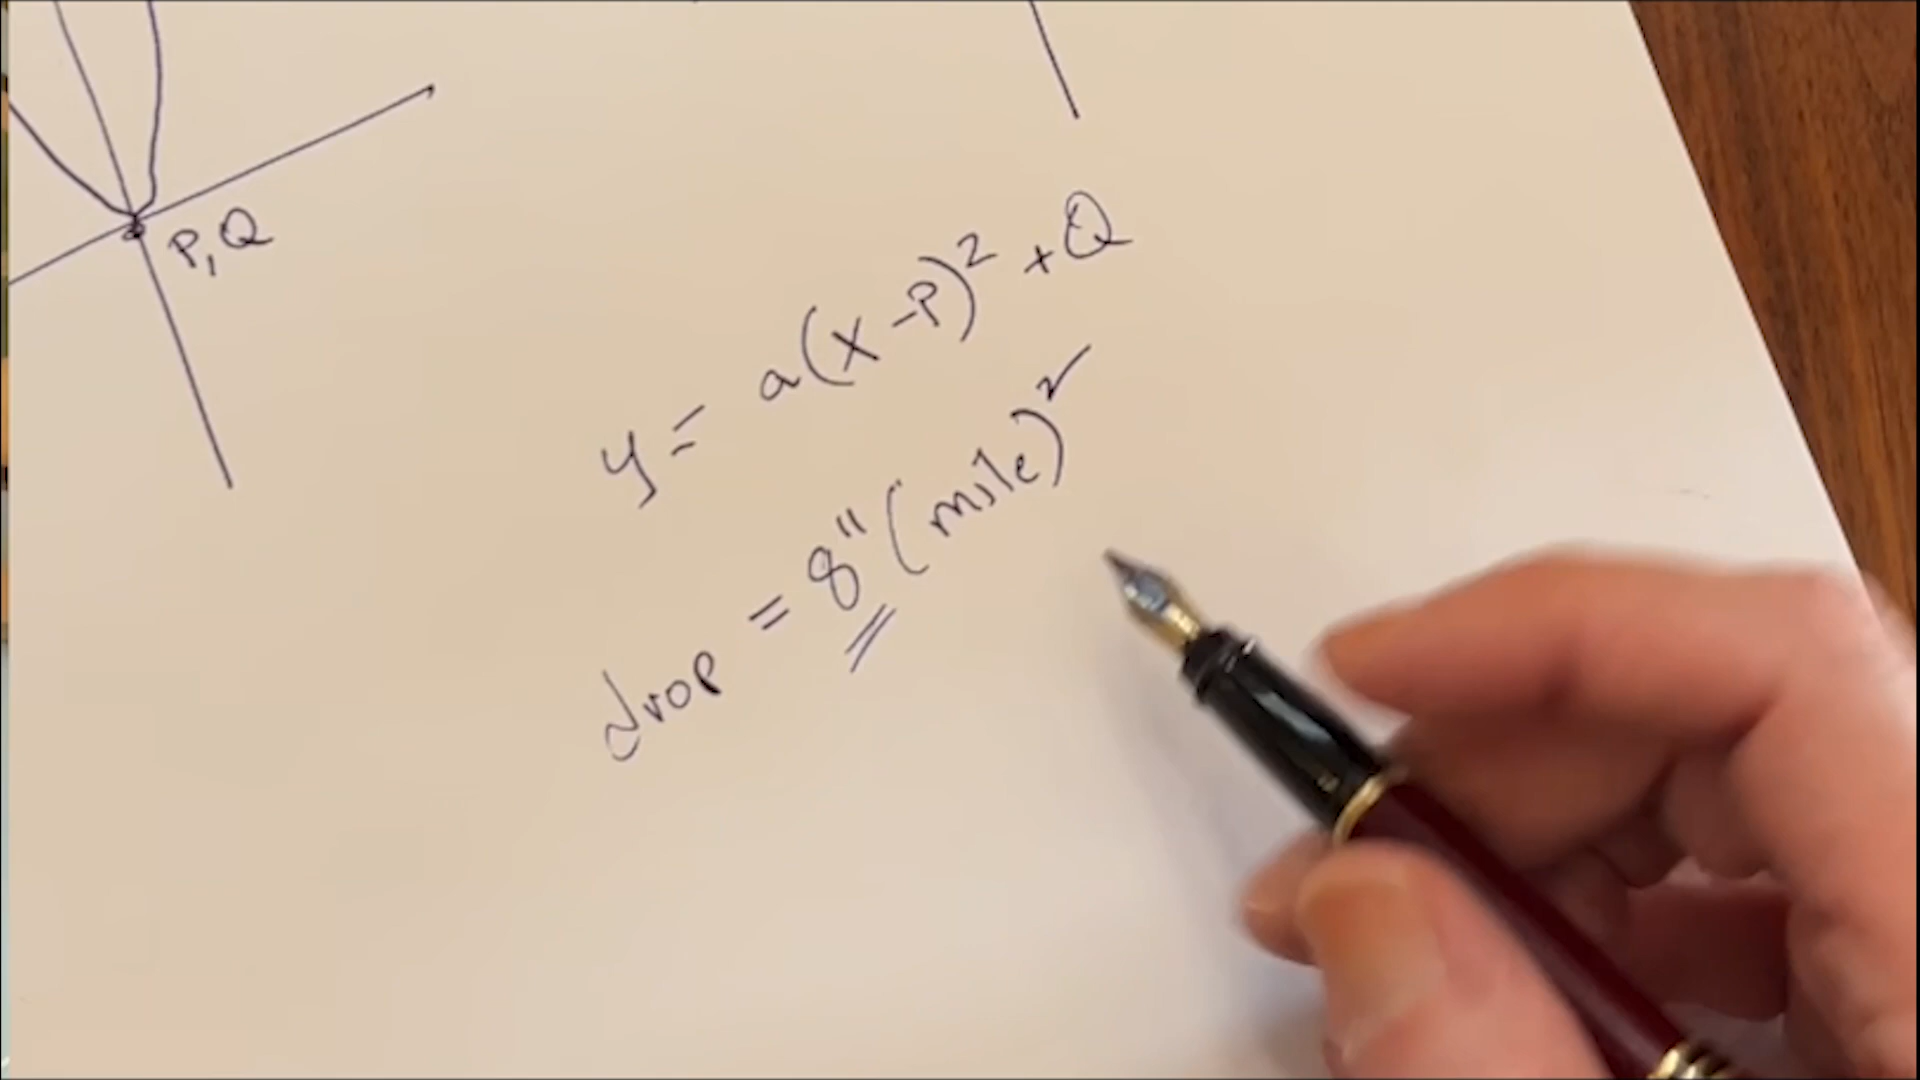 P,Q
y = a(x-P)² + Q
drop = 8"(mile)²